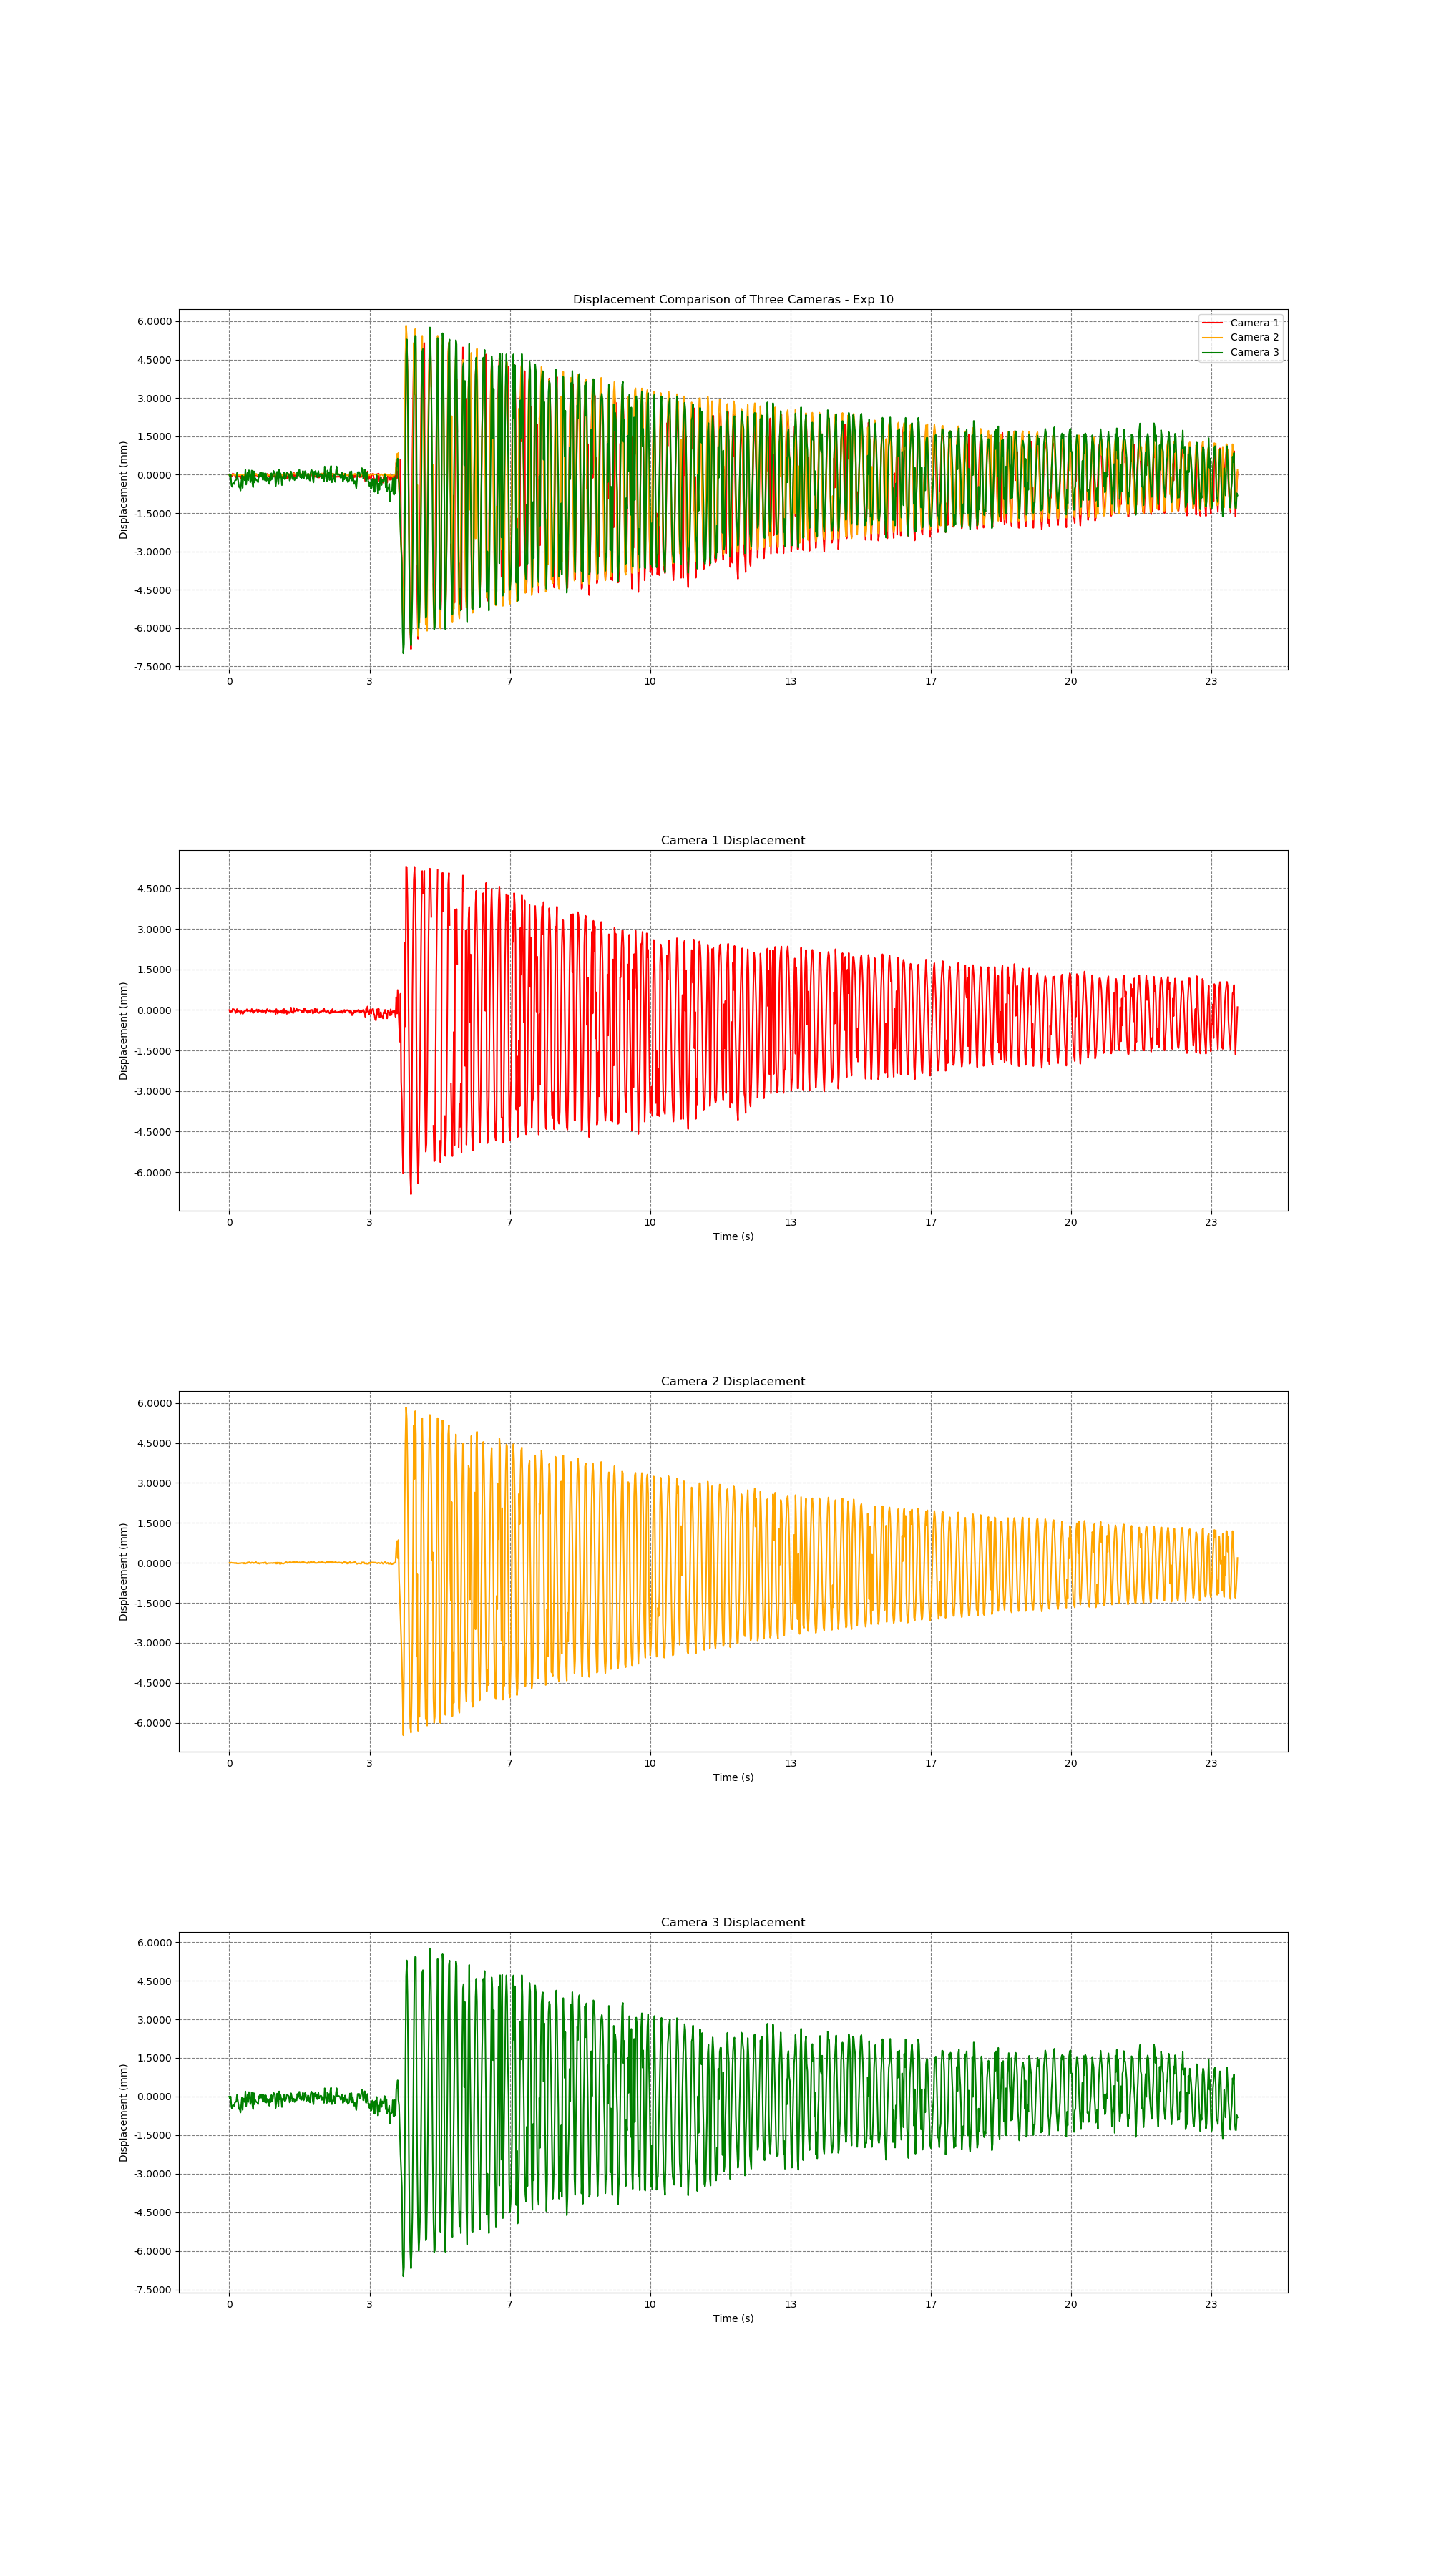 Displacement Comparison of Three Cameras - Exp 10
Displacement (mm)
6.0000
4.5000
3.0000
1.5000
0.0000
-1.5000
-3.0000
-4.5000
-6.0000
-7.5000
Camera 1
Camera 2
Camera 3
0 3 7 10 13 17 20 23
Camera 1 Displacement
Displacement (mm)
4.5000
3.0000
1.5000
0.0000
-1.5000
-3.0000
-4.5000
-6.0000
0 3 7 10 13 17 20 23
Time (s)
Camera 2 Displacement
Displacement (mm)
6.0000
4.5000
3.0000
1.5000
0.0000
-1.5000
-3.0000
-4.5000
-6.0000
0 3 7 10 13 17 20 23
Time (s)
Camera 3 Displacement
Displacement (mm)
6.0000
4.5000
3.0000
1.5000
0.0000
-1.5000
-3.0000
-4.5000
-6.0000
-7.5000
0 3 7 10 13 17 20 23
Time (s)